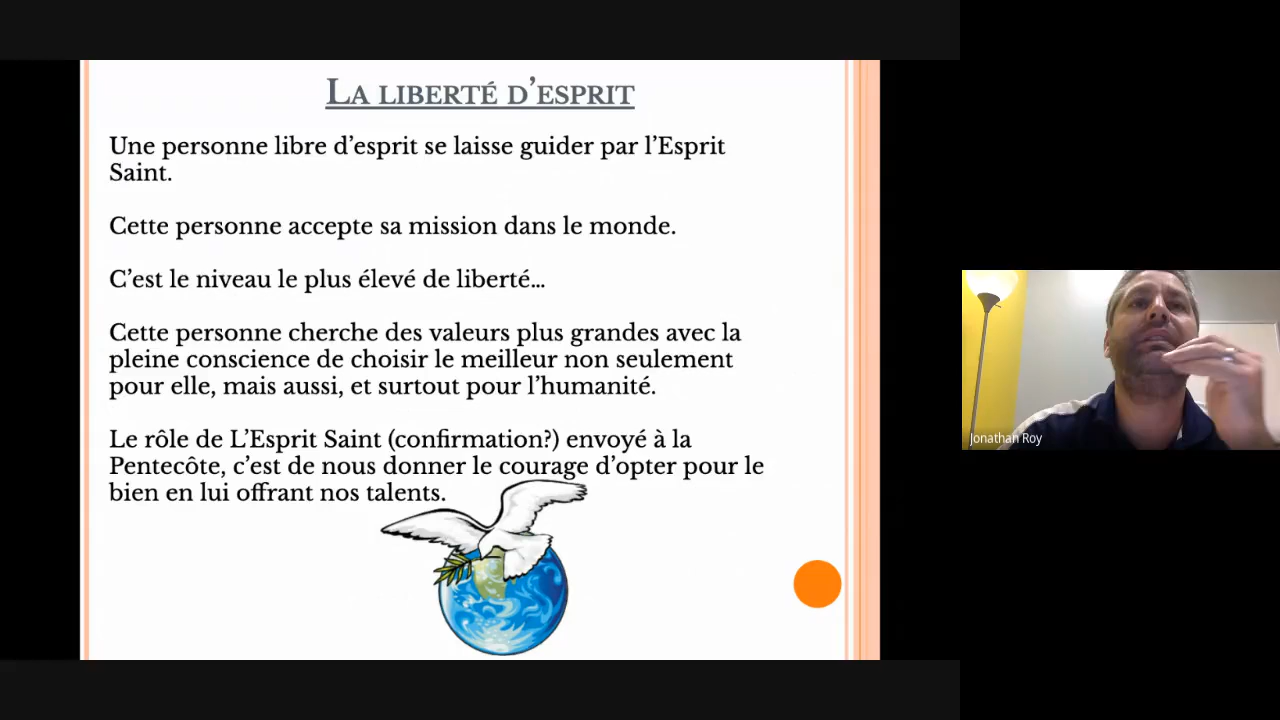 La liberté d’esprit
Une personne libre d’esprit se laisse guider par l’Esprit
Saint.
Cette personne accepte sa mission dans le monde.
C’est le niveau le plus élevé de liberté…
Cette personne cherche des valeurs plus grandes avec la
pleine conscience de choisir le meilleur non seulement
pour elle, mais aussi, et surtout pour l’humanité.
Le rôle de L’Esprit Saint (confirmation?) envoyé à la
Pentecôte, c’est de nous donner le courage d’opter pour le
bien en lui offrant nos talents.
Jonathan Roy